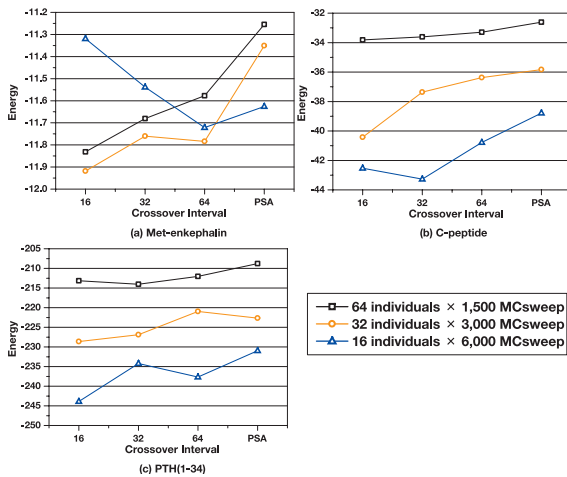 -11.2
-11.3
-11.4
-11.5
-11.6
-11.7
-11.8
-11.9
-12.0
Energy
16
32
64
PSA
Crossover Interval
(a) Met-enkephalin
-32
-34
-36
-38
-40
-42
-44
Energy
16
32
64
PSA
Crossover Interval
(b) C-peptide
-205
-210
-215
-220
-225
-230
-235
-240
-245
-250
Energy
16
32
64
PSA
Crossover Interval
(c) PTH(1-34)
64 individuals × 1,500 MCsweep
32 individuals × 3,000 MCsweep
16 individuals × 6,000 MCsweep